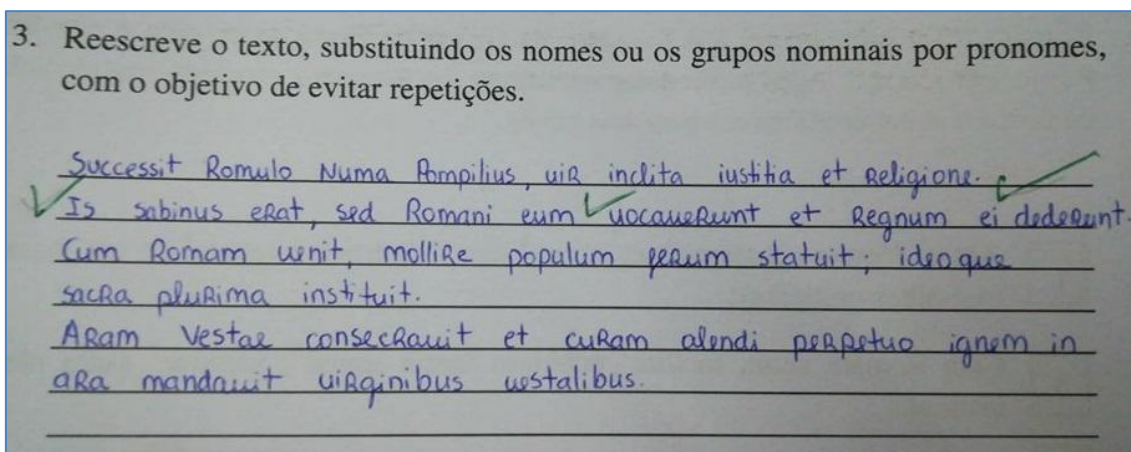 3. Reescreve o texto, substituindo os nomes ou os grupos nominais por pronomes,
com o objetivo de evitar repetições.
Successit Romulo Numa Pompilius, uir inclita iustitia et religione.
Is sabinus erat, sed Romani eum uocauerunt et regnum ei dederunt.
Cum Romam uenit, mollire populum ferum statuit; ideo que
sacra plurima instituit.
Aram Vestae consecrauit et curam alendi perpetuo ignem in
ara mandauit uirginibus uestalibus.